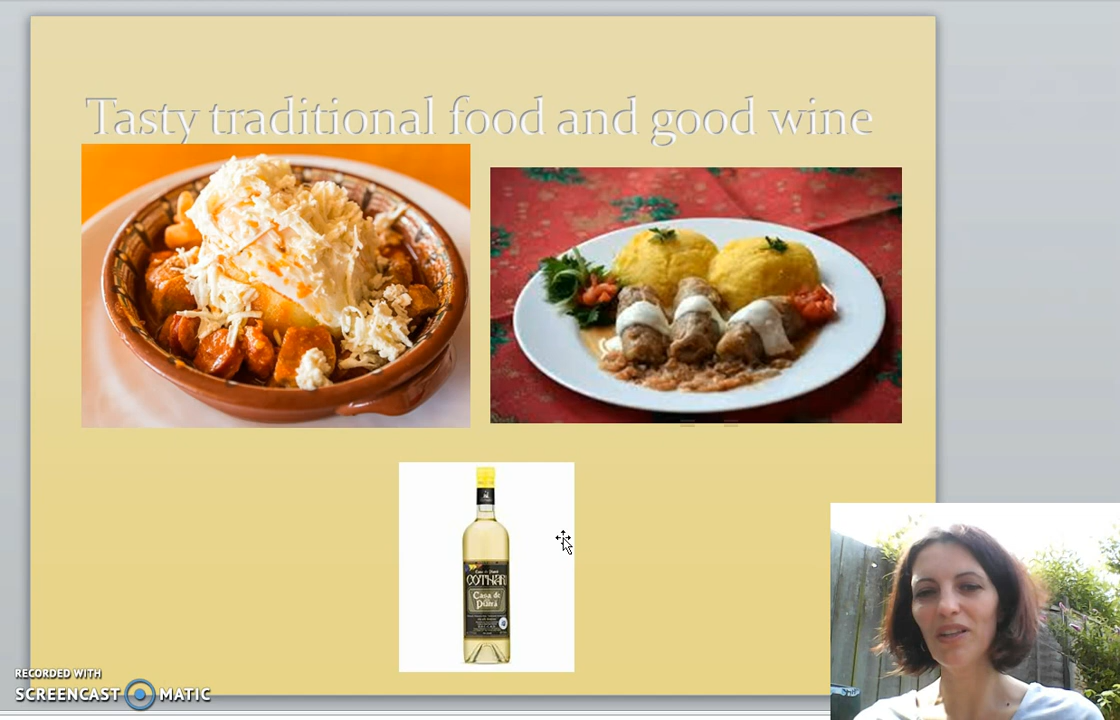 Tasty traditional food and good wine
COTNARI
Casa de
Piatră
RECORDED WITH
SCREENCAST MATIC